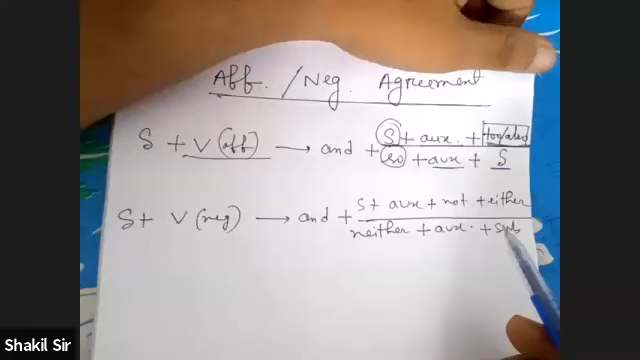 Aff. / Neg. Agreement
S + V (aff) → and + S + aux. + too/also
so + aux + S
S + V (neg) → and + S + aux + not + either
neither + aux. + sub
Shakil Sir